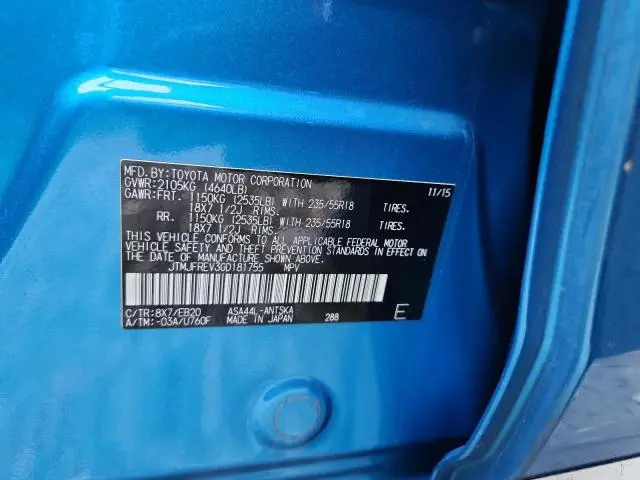 MFD.BY:TOYOTA MOTOR CORPORATION 11/15
GVWR:2105KG (4640LB)
GAWR:FRT. 1150KG (2535LB) WITH 235/55R18 TIRES.
18X7 1/2J RIMS.
RR. 1150KG (2535LB) WITH 235/55R18 TIRES.
18X7 1/2J RIMS.
THIS VEHICLE CONFORMS TO ALL APPLICABLE FEDERAL MOTOR
VEHICLE SAFETY AND THEFT PREVENTION STANDARDS IN EFFECT ON
THE DATE OF MANUFACTURE SHOWN ABOVE.
JTMJFREV3GD181755 MPV
C/TR:8X7/EB20 ASA44L-ANTSKA
A/TM:-03A/U760F MADE IN JAPAN 288 E